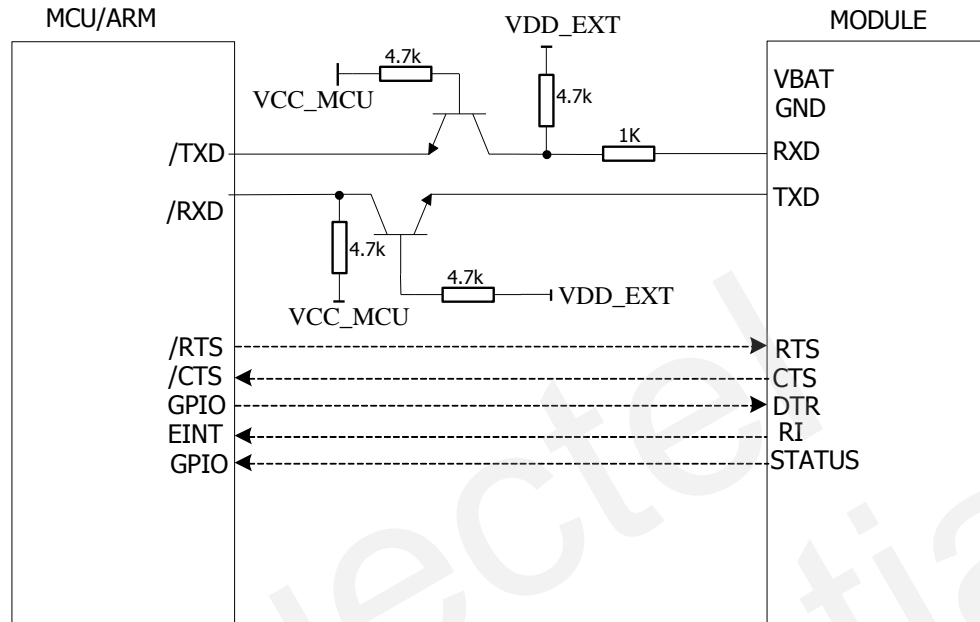 MCU/ARM
MODULE
VDD_EXT
4.7k
VCC_MCU
4.7k
VBAT
GND
1K
/TXD
RXD
/RXD
TXD
4.7k
4.7k
VDD_EXT
VCC_MCU
/RTS
RTS
/CTS
CTS
GPIO
DTR
EINT
RI
GPIO
STATUS